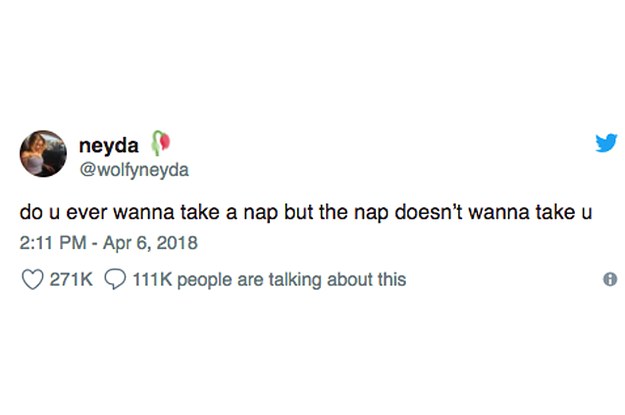 neyda 🥀
@wolfyneyda
do u ever wanna take a nap but the nap doesn't wanna take u
2:11 PM - Apr 6, 2018
271K 111K people are talking about this